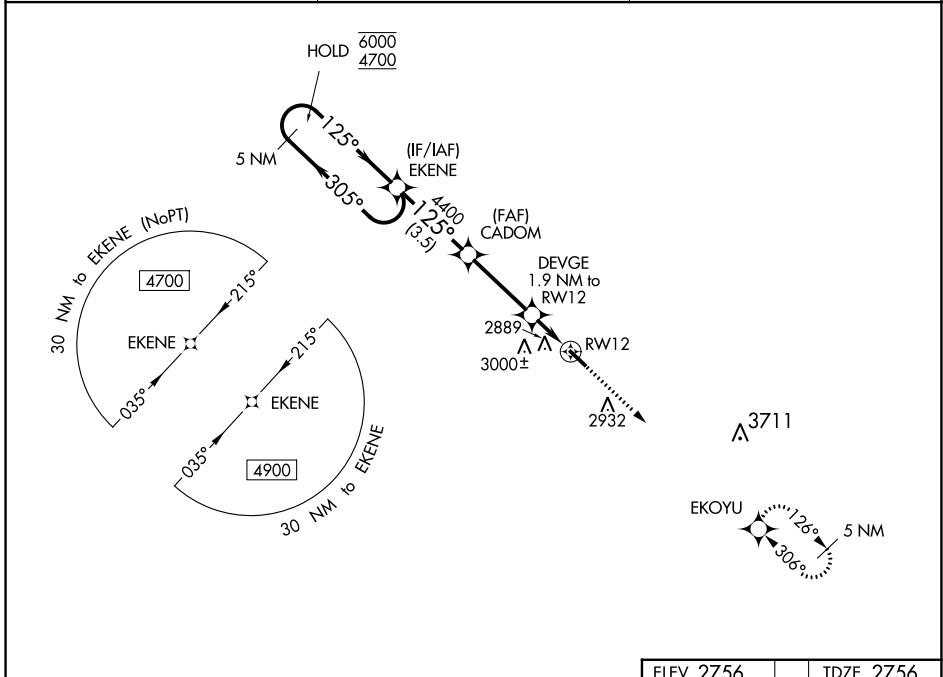 HOLD 6000
4700
125°
5 NM
305°
(IF/IAF)
EKENE
4400
125°
(3.5)
(FAF)
CADOM
DEVGE
1.9 NM to
RW12
2889
3000±
RW12
2932
3711
30 NM to EKENE (NoPT)
4700
215°
EKENE
035°
215°
EKENE
035°
4900
30 NM to EKENE
EKOYU
126°
5 NM
306°
ELEV 2756
TDZE 2756